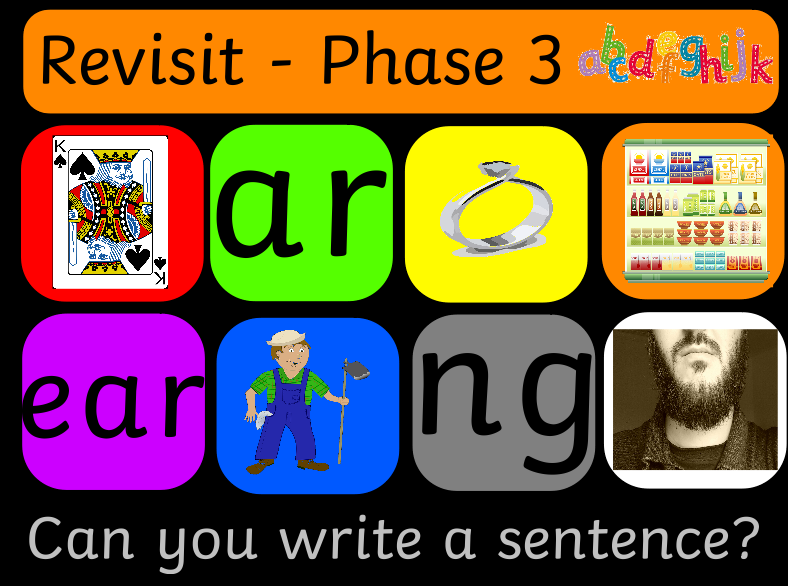 Revisit - Phase 3 abcdefghijk
K
ar
K
ear
ng
Can you write a sentence?